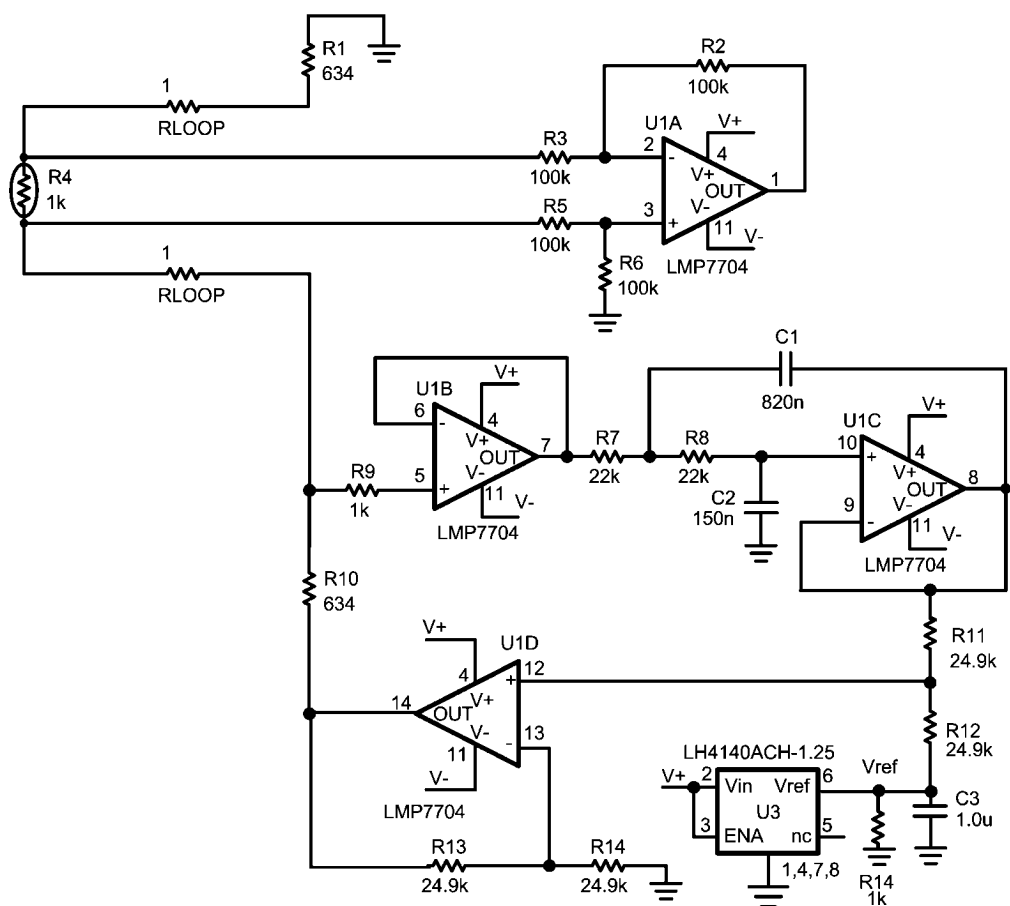 R1
634
1
RLOOP
R2
100k
U1A
V+
R3
2
-
4
V+
100k
OUT
1
R4
1k
R5
3
+
V-
11
V-
100k
LMP7704
R6
100k
1
RLOOP
C1
820n
V+
U1B
6
-
4
V+
OUT
7
R7
22k
R8
22k
R9
1k
5
+
V-
11
V-
LMP7704
C2
150n
V+
U1C
10
+
4
V+
OUT
8
9
-
V-
11
V-
LMP7704
R10
634
R11
24.9k
V+
U1D
12
4
+
V+
14
OUT
V-
13
11
-
V-
LMP7704
R12
24.9k
LH4140ACH-1.25
V+
2
Vin
Vref
6
Vref
U3
3
ENA
nc
5
C3
1.0u
1,4,7,8
R14
1k
R13
24.9k
R14
24.9k